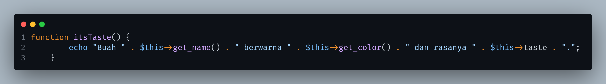 1 function itsTaste() {
2 echo "Buah " . $this->get_name() . " berwarna " . $this->get_color() . " dan rasanya " . $this->taste . ".";
3 }